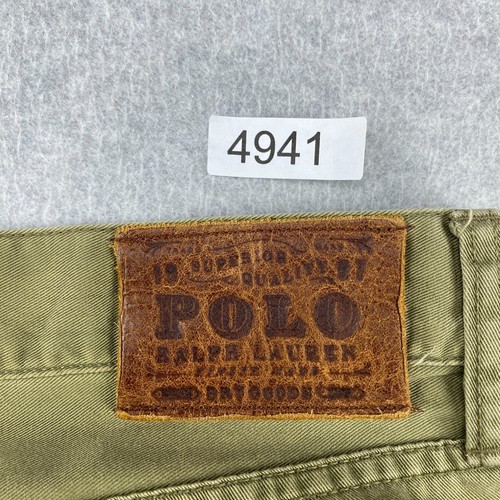 4941
19 SUPERIOR 67
QUALITY
POLO
RALPH LAUREN
DRY GOODS